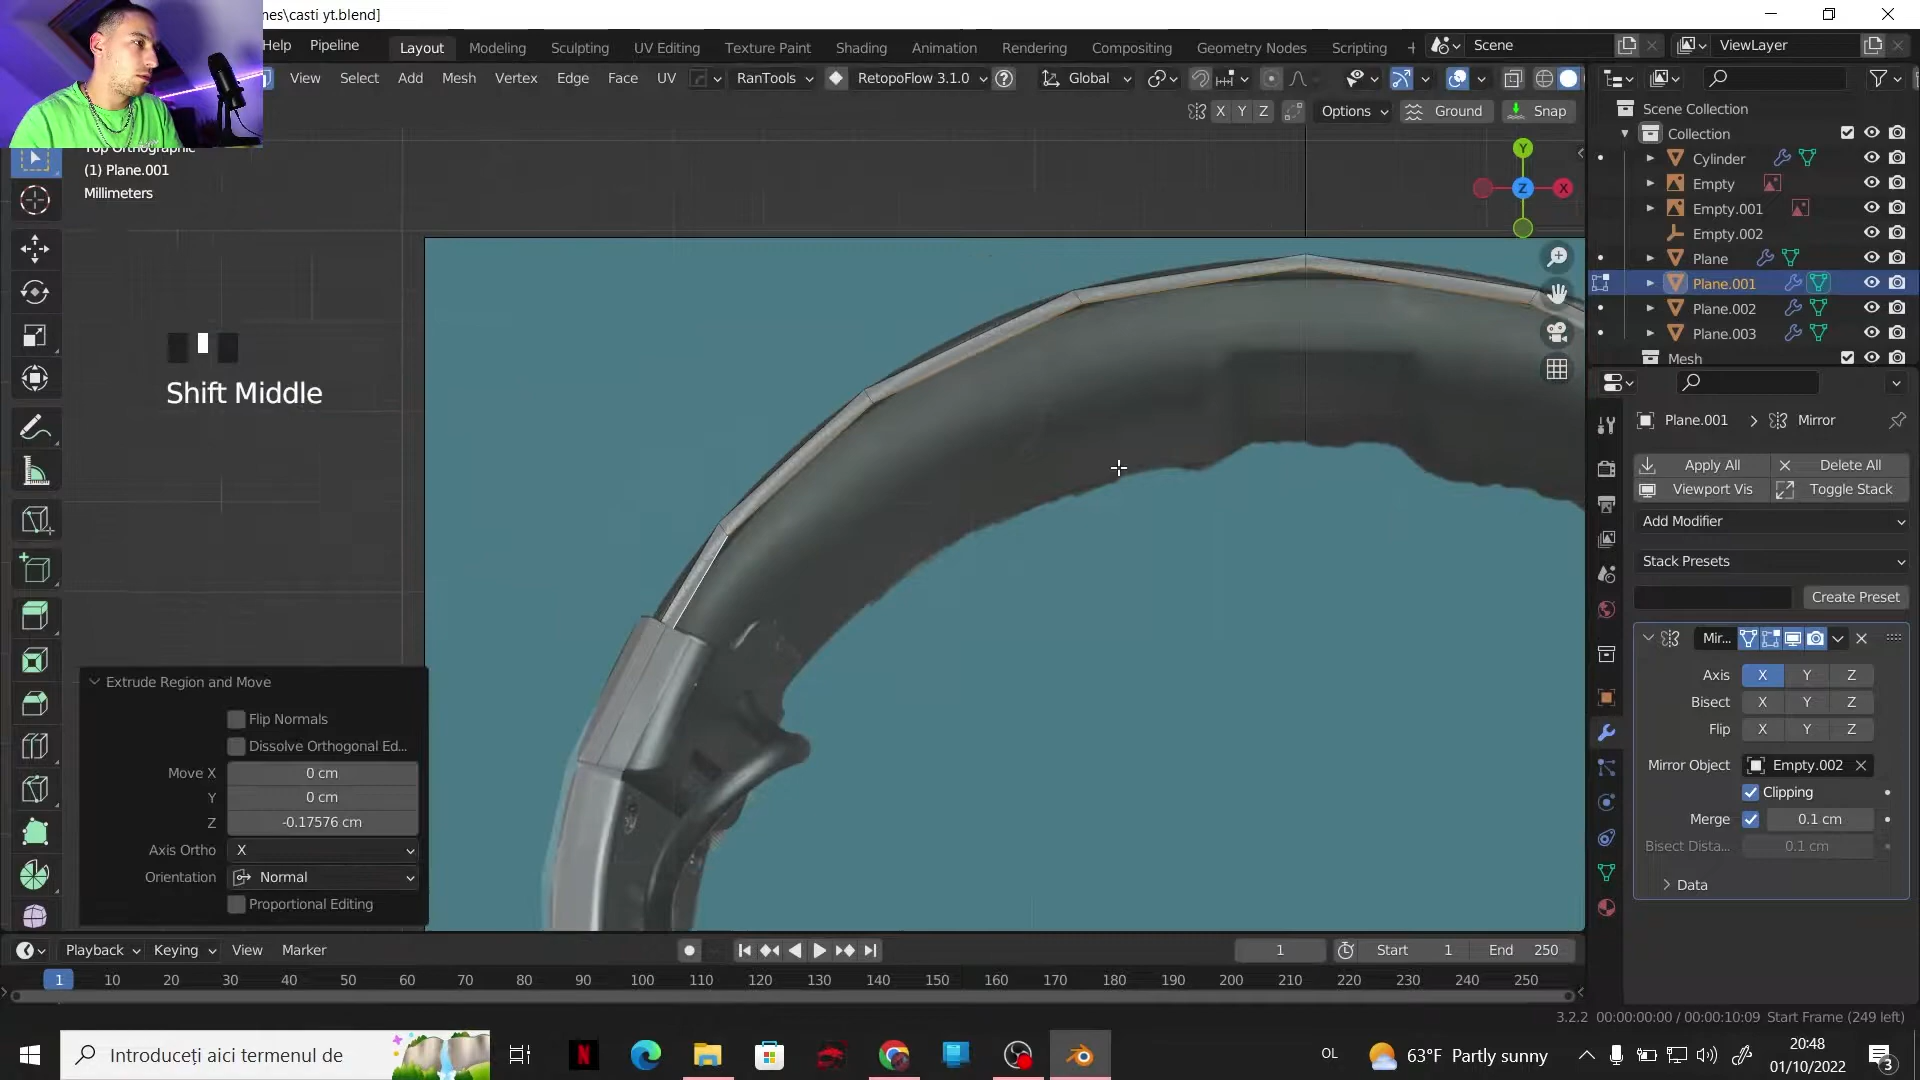 nes\casti yt.blend]
Help Pipeline Layout Modeling Sculpting UV Editing Texture Paint Shading Animation Rendering Compositing Geometry Nodes Scripting + Scene ViewLayer
View Select Add Mesh Vertex Edge Face UV RanTools RetopoFlow 3.1.0 Global
X Y Z Options Ground Snap
Top Orthographic
(1) Plane.001
Millimeters
Y
Z X
Shift Middle
Scene Collection
Collection
Cylinder
Empty
Empty.001
Empty.002
Plane
Plane.001
Plane.002
Plane.003
Mesh
Plane.001 > Mirror
Apply All Delete All
Viewport Vis Toggle Stack
Add Modifier
Stack Presets
Create Preset
Mir...
Axis X Y Z
Bisect X Y Z
Flip X Y Z
Mirror Object Empty.002
Clipping
Merge 0.1 cm
Bisect Dista... 0.1 cm
Data
Extrude Region and Move
Flip Normals
Dissolve Orthogonal Ed...
Move X 0 cm
Y 0 cm
Z -0.17576 cm
Axis Ortho X
Orientation Normal
Proportional Editing
Playback Keying View Marker 1 Start 1 End 250
1 10 20 30 40 50 60 70 80 90 100 110 120 130 140 150 160 170 180 190 200 210 220 230 240 250
3.2.2 00:00:00:00 / 00:00:10:09 Start Frame (249 left)
Introduceți aici termenul de
OL 63°F Partly sunny
20:48
01/10/2022
3